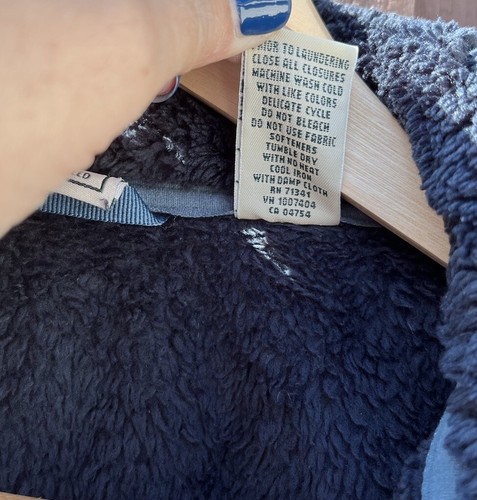 PRIOR TO LAUNDERING
CLOSE ALL CLOSURES
MACHINE WASH COLD
WITH LIKE COLORS
DELICATE CYCLE
DO NOT BLEACH
DO NOT USE FABRIC
SOFTENERS
TUMBLE DRY
WITH NO HEAT
COOL IRON
WITH DAMP CLOTH
RN 71341
VH 1007404
CA 04754